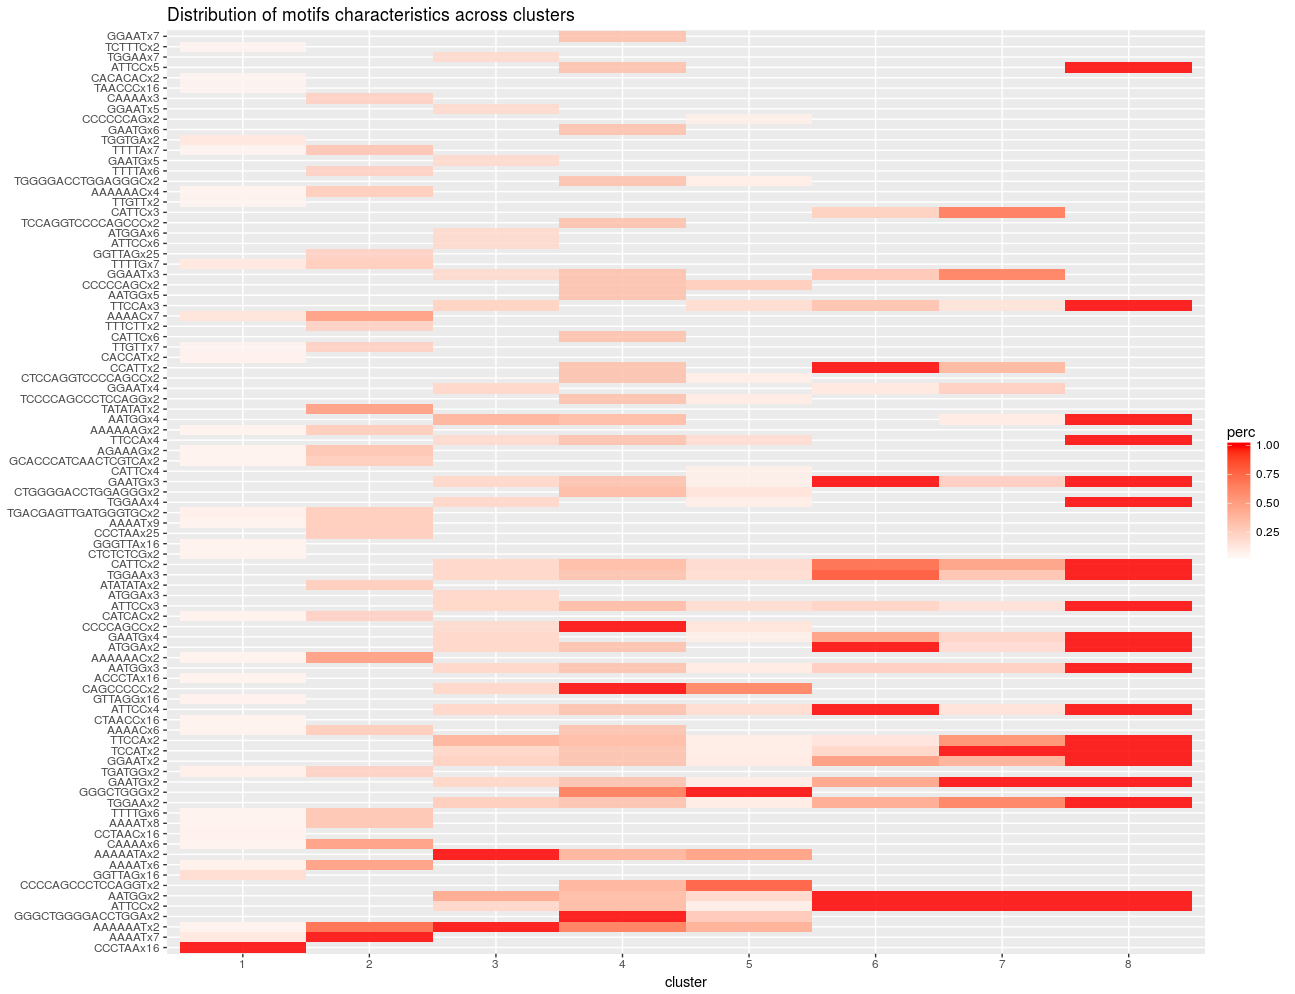 Distribution of motifs characteristics across clusters
GGAATx7
TCTTTCx2
TGGAAx7
ATTCCx5
CACACACx2
TAACCCx16
CAAAAx3
GGAATx5
CCCCCCAGx2
GAATGx6
TGGTGAx2
TTTTAx7
GAATGx5
TTTTAx6
TGGGGACCTGGAGGGCx2
AAAAAACx4
TTGTTx2
CATTCx3
TCCAGGTCCCCAGCCCx2
ATGGAx6
ATTCCx6
GGTTAGx25
TTTTGx7
GGAATx3
CCCCCAGCx2
AATGGx5
TTCCAx3
AAAACx7
TTTCTTx2
CATTCx6
TTGTTx7
CACCATx2
CCATTx2
CTCCAGGTCCCCAGCCx2
GGAATx4
TCCCCAGCCCTCCAGGx2
TATATATx2
AATGGx4
AAAAAAGx2
TTCCAx4
AGAAAGx2
GCACCCATCAACTCGTCAx2
CATTCx4
GAATGx3
CTGGGGACCTGGAGGGx2
TGGAAx4
TGACGAGTTGATGGGTGCx2
AAAATx9
CCCTAAx25
GGGTTAx16
CTCTCTCGx2
CATTCx2
TGGAAx3
ATATATAx2
ATGGAx3
ATTCCx3
CATCACx2
CCCCAGCCx2
GAATGx4
ATGGAx2
AAAAAACx2
AATGGx3
ACCCTAx16
CAGCCCCCx2
GTTAGGx16
ATTCCx4
CTAACCx16
AAAACx6
TTCCAx2
TCCATx2
GGAATx2
TGATGGx2
GAATGx2
GGGCTGGGx2
TGGAAx2
TTTTGx6
AAAATx8
CCTAACx16
CAAAAx6
AAAAATAx2
AAAATx6
GGTTAGx16
CCCCAGCCCTCCAGGTx2
AATGGx2
ATTCCx2
GGGCTGGGGACCTGGAx2
AAAAAATx2
AAAATx7
CCCTAAx16
1 2 3 4 5 6 7 8
cluster
perc
1.00
0.75
0.50
0.25